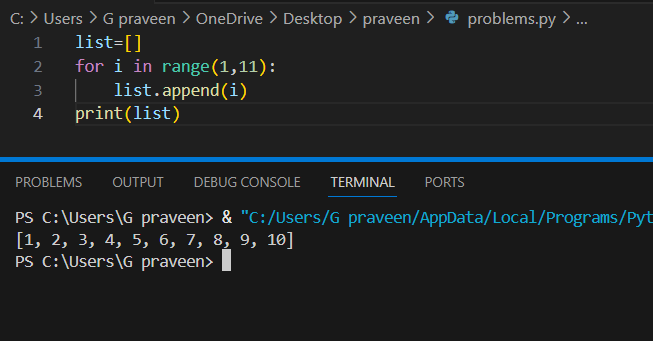 C: > Users > G praveen > OneDrive > Desktop > praveen > problems.py > ...
1 list=[]
2 for i in range(1,11):
3     list.append(i)
4 print(list)
PROBLEMS OUTPUT DEBUG CONSOLE TERMINAL PORTS
PS C:\Users\G praveen> & "C:/Users/G praveen/AppData/Local/Programs/Pyt
[1, 2, 3, 4, 5, 6, 7, 8, 9, 10]
PS C:\Users\G praveen>